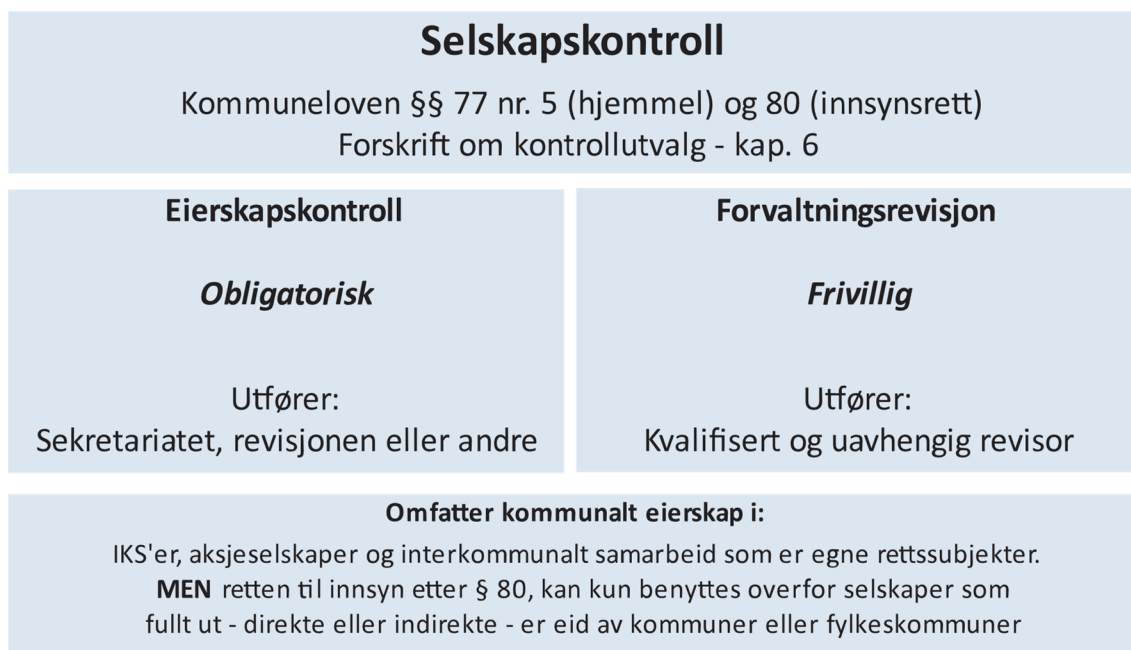 Selskapskontroll
Kommuneloven §§ 77 nr. 5 (hjemmel) og 80 (innsynsrett)
Forskrift om kontrollutvalg - kap. 6
Eierskapskontroll
Obligatorisk
Utfører:
Sekretariatet, revisjonen eller andre
Forvaltningsrevisjon
Frivillig
Utfører:
Kvalifisert og uavhengig revisor
Omfatter kommunalt eierskap i:
IKS'er, aksjeselskaper og interkommunalt samarbeid som er egne rettssubjekter.
MEN retten til innsyn etter § 80, kan kun benyttes overfor selskaper som
fullt ut - direkte eller indirekte - er eid av kommuner eller fylkeskommuner